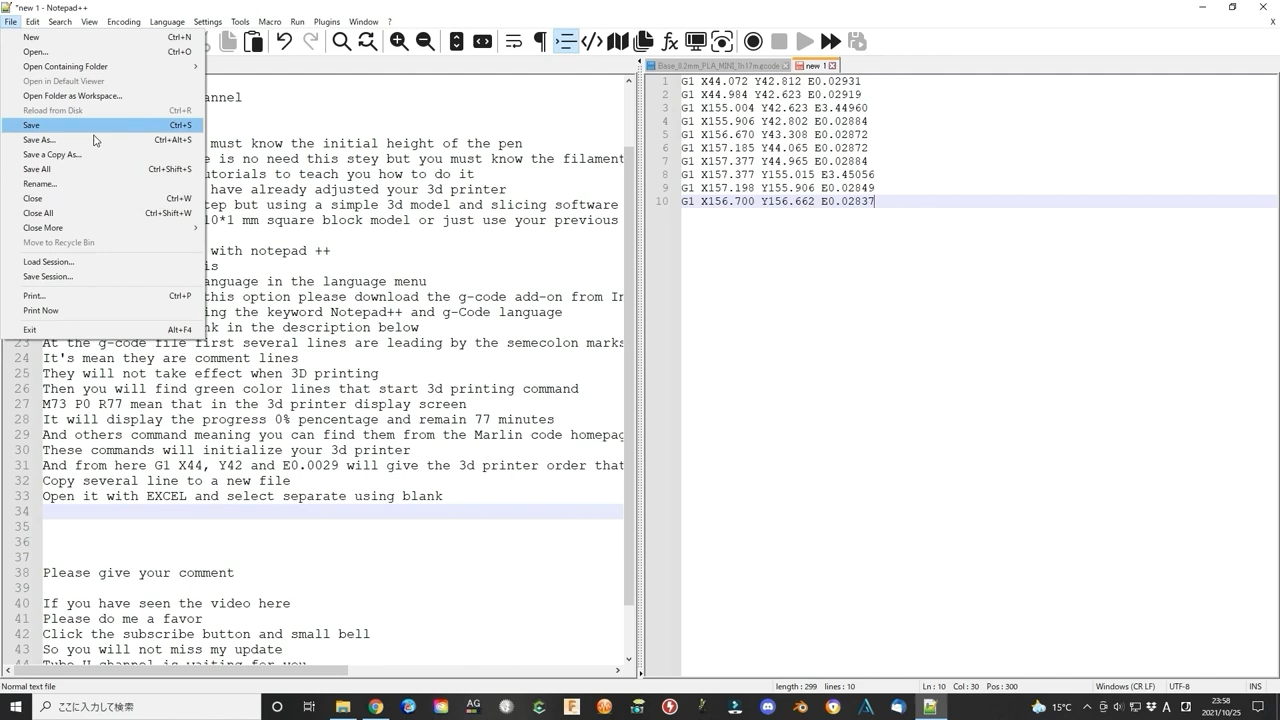 *new 1 - Notepad++
File Edit Search View Encoding Language Settings Tools Macro Run Plugins Window ?
X
New Ctrl+N
Open... Ctrl+O
Open Containing Folder
Open in Default Viewer
Open Folder as Workspace...
Reload from Disk Ctrl+R
Save Ctrl+S
Save As... Ctrl+Alt+S
Save a Copy As...
Save All Ctrl+Shift+S
Rename...
Close Ctrl+W
Close All Ctrl+Shift+W
Close More
Move to Recycle Bin
Load Session...
Save Session...
Print... Ctrl+P
Print Now
Exit Alt+F4
annel
must know the initial height of the pen
e is no need this stey but you must know the filament
utorials to teach you how to do it
have already adjusted your 3d printer
tep but using a simple 3d model and slicing software
10*1 mm square block model or just use your previous
with notepad ++
is
anguage in the language menu
this option please download the g-code add-on from In
ing the keyword Notepad++ and g-Code language
nk in the description below
23 At the g-code file first several lines are leading by the semecolon marks
24 It's mean they are comment lines
25 They will not take effect when 3D printing
26 Then you will find green color lines that start 3d printing command
27 M73 P0 R77 mean that in the 3d printer display screen
28 It will display the progress 0% pencentage and remain 77 minutes
29 And others command meaning you can find them from the Marlin code homepag
30 These commands will initialize your 3d printer
31 And from here G1 X44, Y42 and E0.0029 will give the 3d printer order that
32 Copy several line to a new file
33 Open it with EXCEL and select separate using blank
34
35
36
37
38 Please give your comment
39
40 If you have seen the video here
41 Please do me a favor
42 Click the subscribe button and small bell
43 So you will not miss my update
44 Tube H channel is waiting for you
Base_0.2mm_PLA_MINI_1h17m.gcode new 1
1 G1 X44.072 Y42.812 E0.02931
2 G1 X44.984 Y42.623 E0.02919
3 G1 X155.004 Y42.623 E3.44960
4 G1 X155.906 Y42.802 E0.02884
5 G1 X156.670 Y43.308 E0.02872
6 G1 X157.185 Y44.065 E0.02872
7 G1 X157.377 Y44.965 E0.02884
8 G1 X157.377 Y155.015 E3.45056
9 G1 X157.198 Y155.906 E0.02849
10 G1 X156.700 Y156.662 E0.02837
Normal text file length : 299 lines : 10 Ln : 10 Col : 30 Pos : 300 Windows (CR LF) UTF-8 INS
ここに入力して検索 15°C A 23:58
2021/10/25